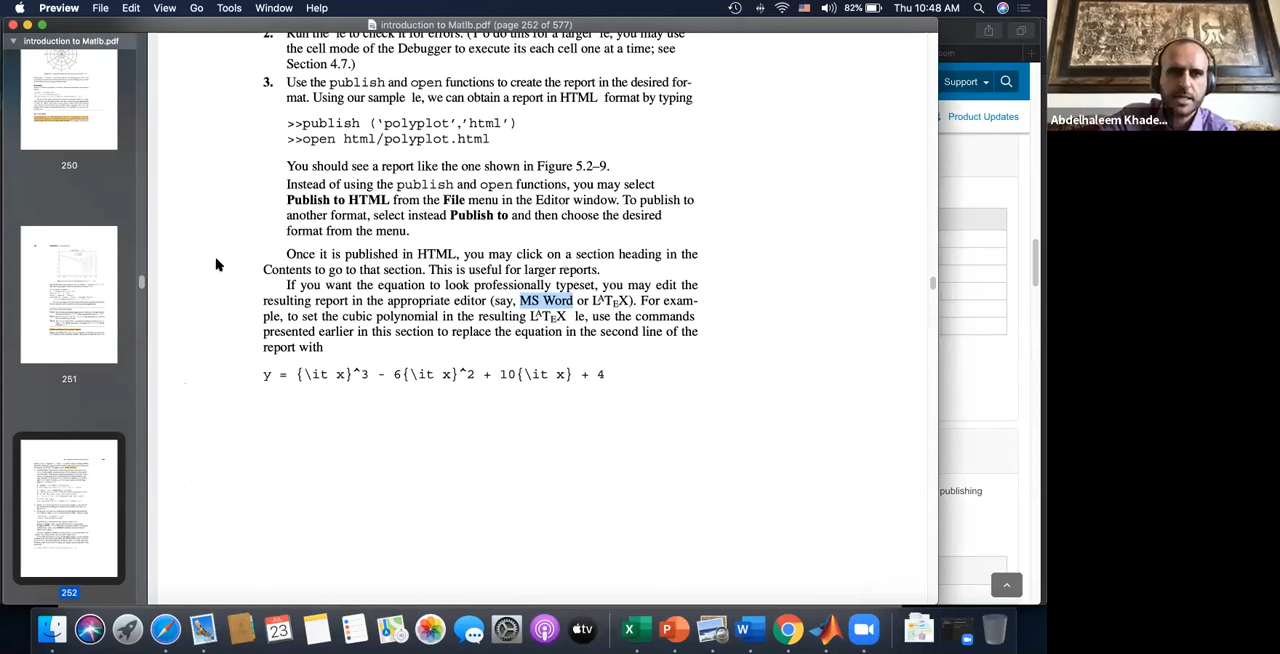 Preview File Edit View Go Tools Window Help
82% Thu 10:48 AM
introduction to Matlb.pdf (page 252 of 577)
introduction to Matlb.pdf
250
251
252
2. Run the le to check it for errors. (To do this for a larger le, you may use
the cell mode of the Debugger to execute its each cell one at a time; see
Section 4.7.)
3. Use the publish and open functions to create the report in the desired for-
mat. Using our sample le, we can obtain a report in HTML format by typing
>>publish ('polyplot','html')
>>open html/polyplot.html
You should see a report like the one shown in Figure 5.2–9.
Instead of using the publish and open functions, you may select
Publish to HTML from the File menu in the Editor window. To publish to
another format, select instead Publish to and then choose the desired
format from the menu.
Once it is published in HTML, you may click on a section heading in the
Contents to go to that section. This is useful for larger reports.
If you want the equation to look professionally typeset, you may edit the
resulting report in the appropriate editor (say, MS Word or LATEX). For exam-
ple, to set the cubic polynomial in the resulting LATEX le, use the commands
presented earlier in this section to replace the equation in the second line of the
report with
y = {\it x}^3 - 6{\it x}^2 + 10{\it x} + 4
om
Support
Product Updates
publishing
Abdelhaleem Khade...
JUL
23
tv
X
P
W